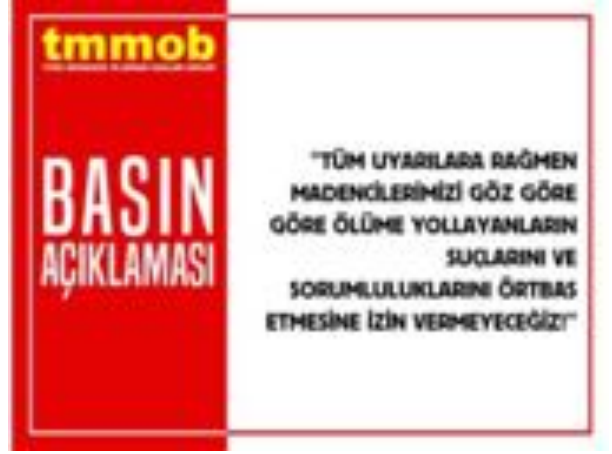 tmmob
BASIN
AÇIKLAMASI
"TÜM UYARILARA RAĞMEN
MADENCİLERİMİZİ GÖZ GÖRE
GÖRE ÖLÜME YOLLAYANLARIN
SUÇLARINI VE
SORUMLULUKLARINI ÖRTBAS
ETMESİNE İZİN VERMEYECEĞİZ!"